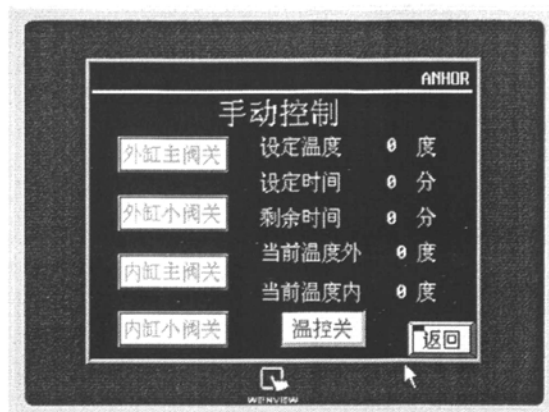 ANHOR
手动控制
外缸主阀关
设定温度 0 度
设定时间 0 分
外缸小阀关
剩余时间 0 分
当前温度外 0 度
内缸主阀关
当前温度内 0 度
内缸小阀关
温控关
返回
WEINVIEW